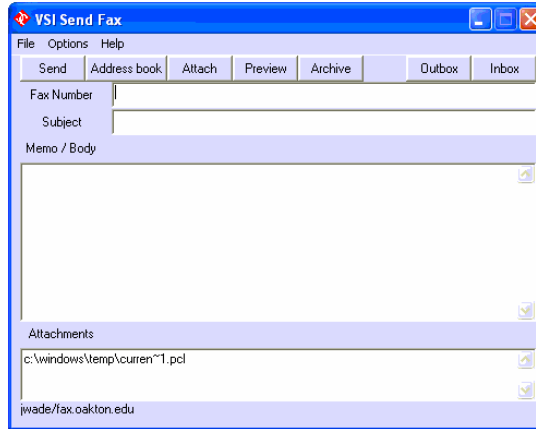 VSI Send Fax
File Options Help
Send Address book Attach Preview Archive Outbox Inbox
Fax Number
Subject
Memo / Body
Attachments
c:\windows\temp\curren~1.pcl
jwade/fax.oakton.edu